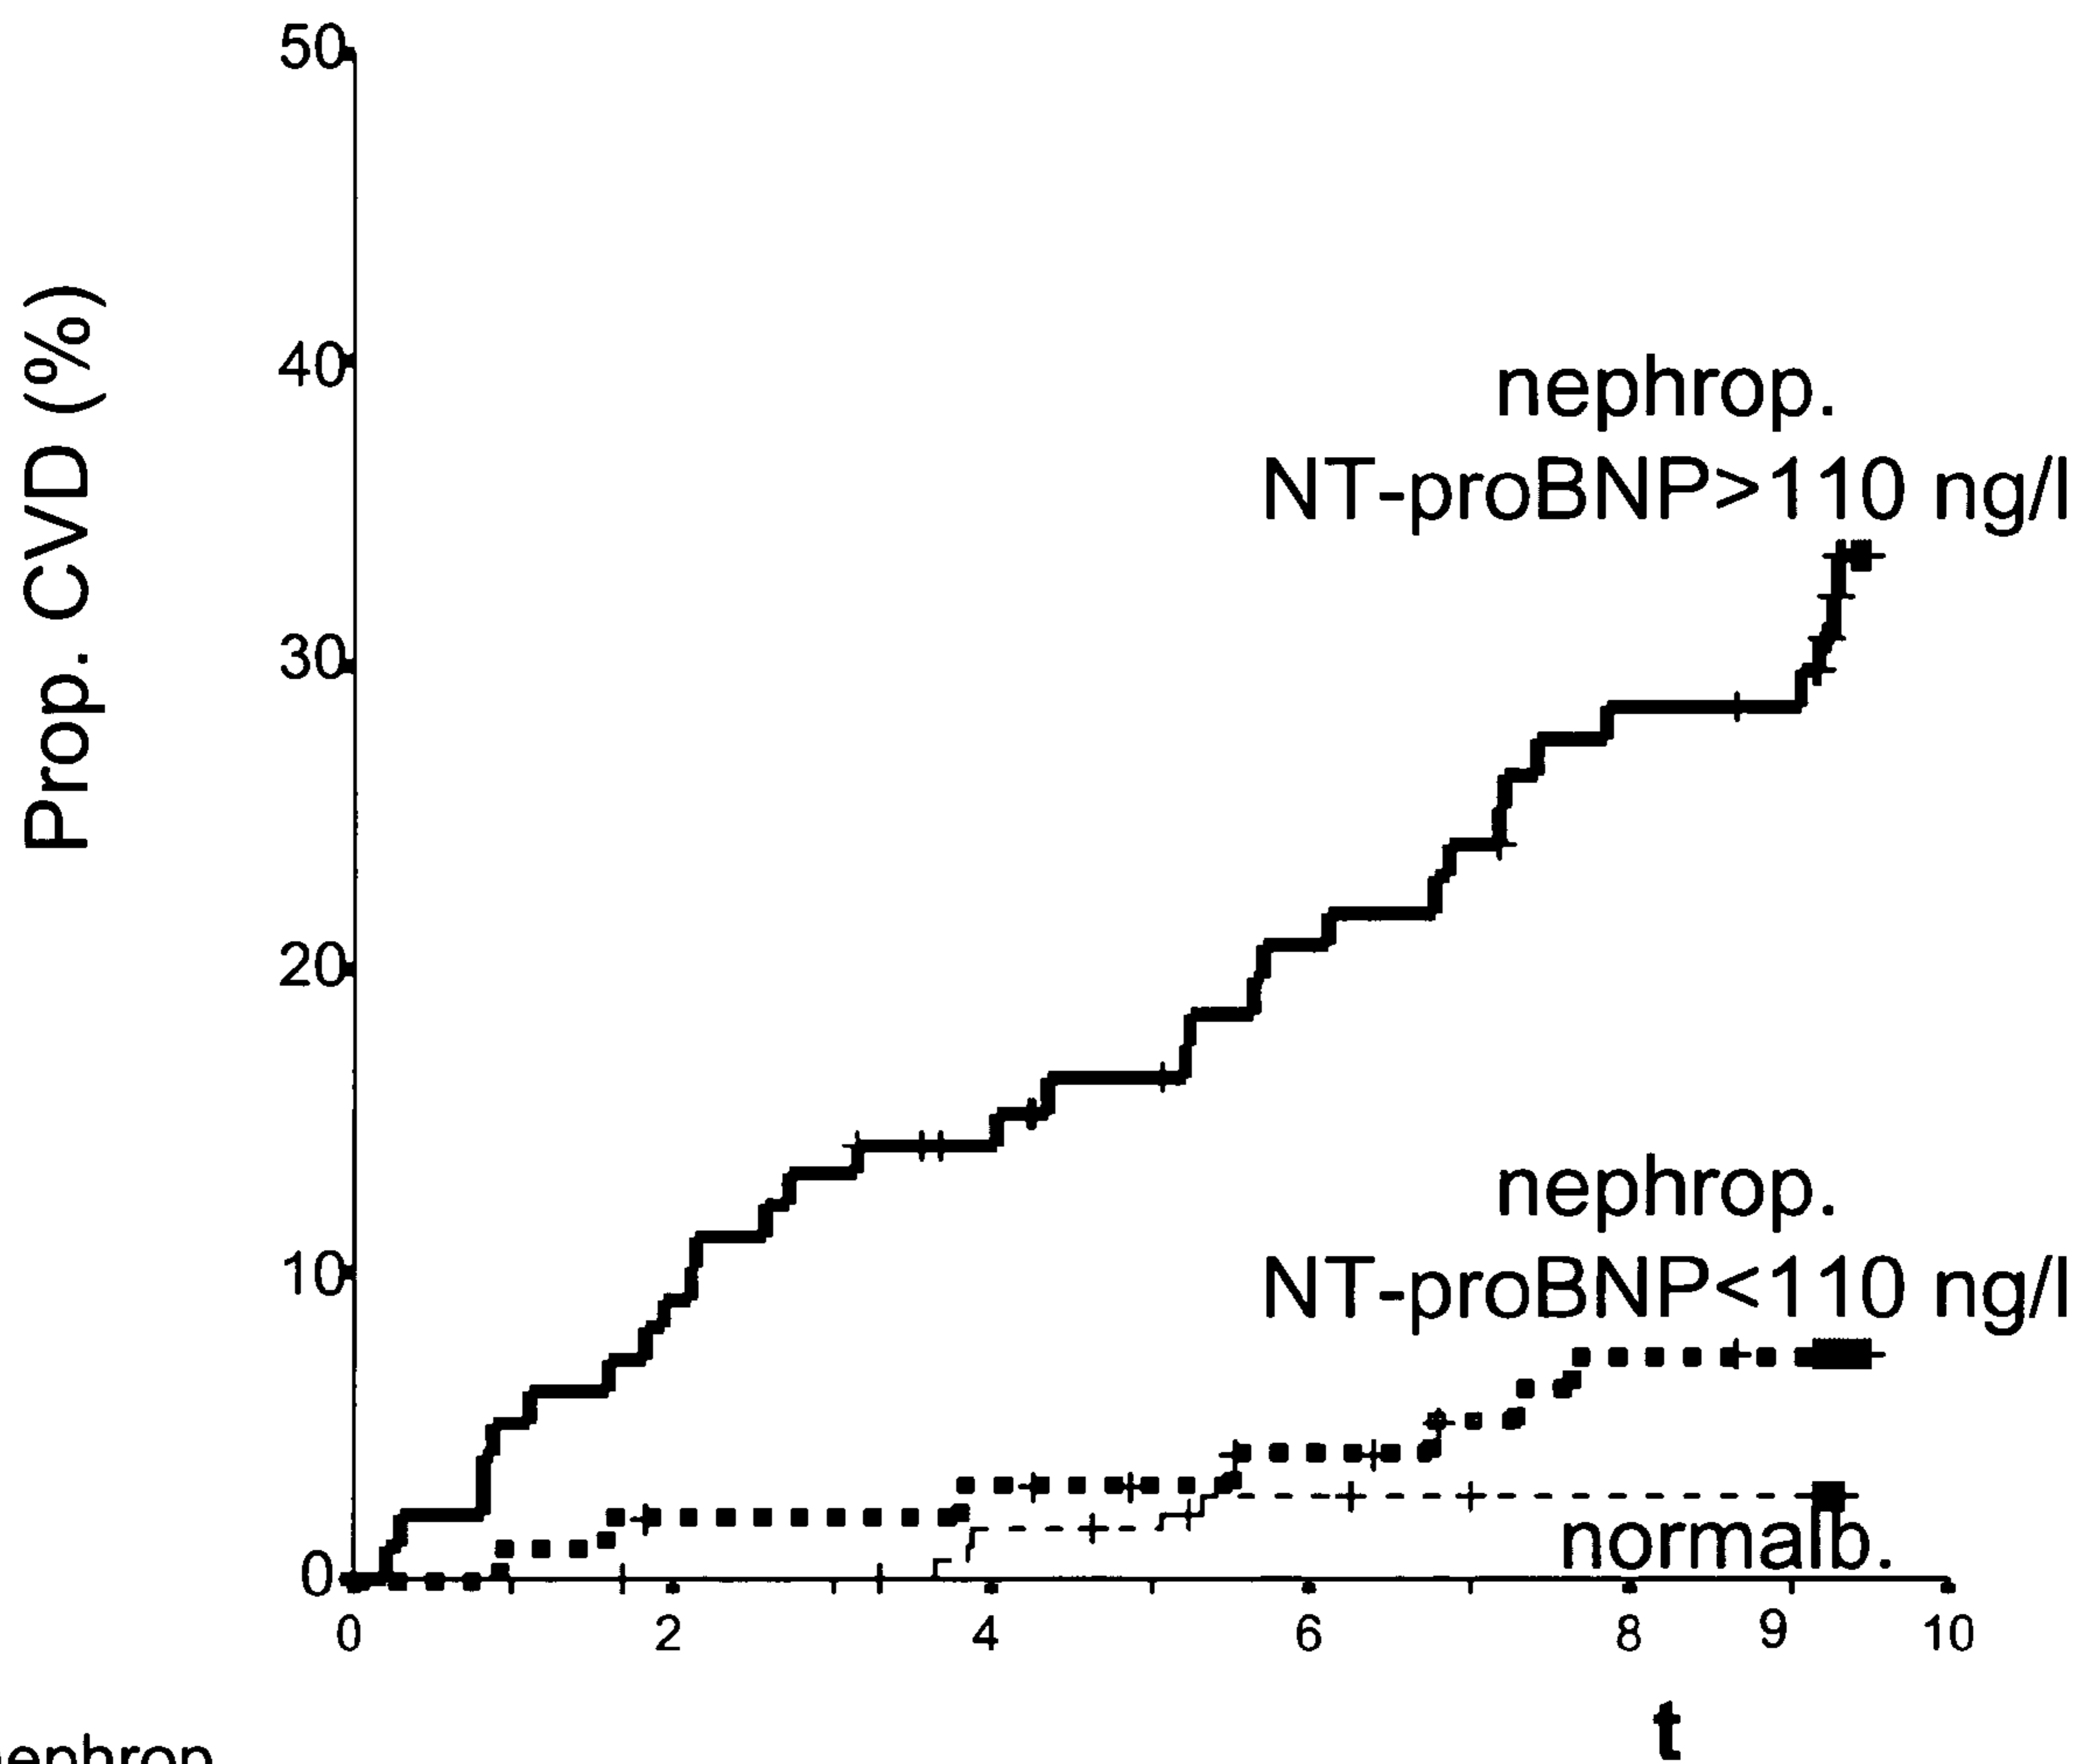 Prop. CVD (%)
50
40
30
20
10
0
nephrop.
NT-proBNP>110 ng/l
nephrop.
NT-proBNP<110 ng/l
normalb.
0 2 4 6 8 9 10
t
nephrop